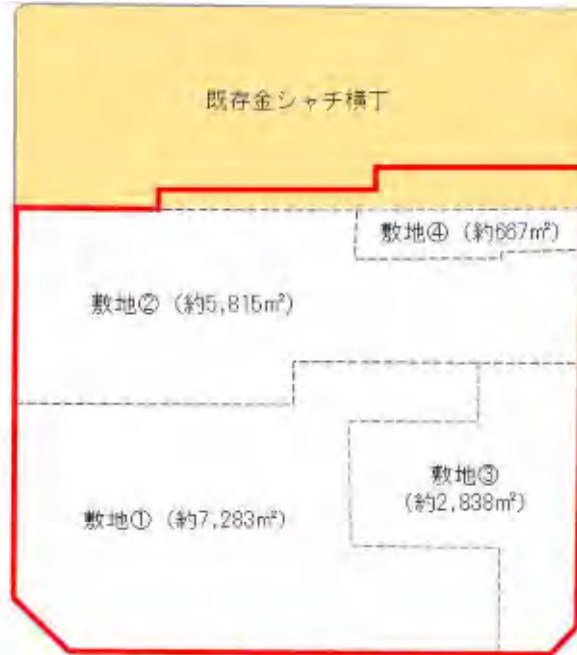 既存金シャチ横丁
敷地④ (約667㎡)
敷地② (約5,815㎡)
敷地③
(約2,838㎡)
敷地① (約7,283㎡)